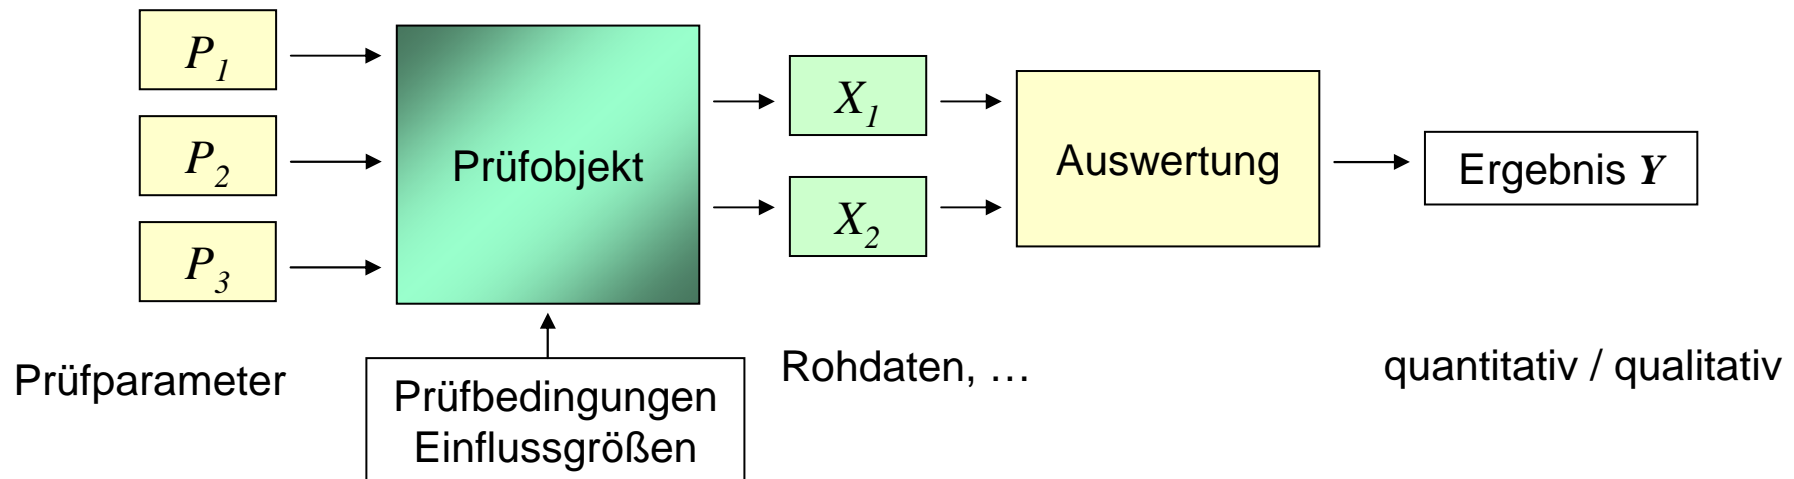 P1
P2
P3
Prüfparameter
Prüfobjekt
Prüfbedingungen
Einflussgrößen
X1
X2
Rohdaten, …
Auswertung
Ergebnis Y
quantitativ / qualitativ